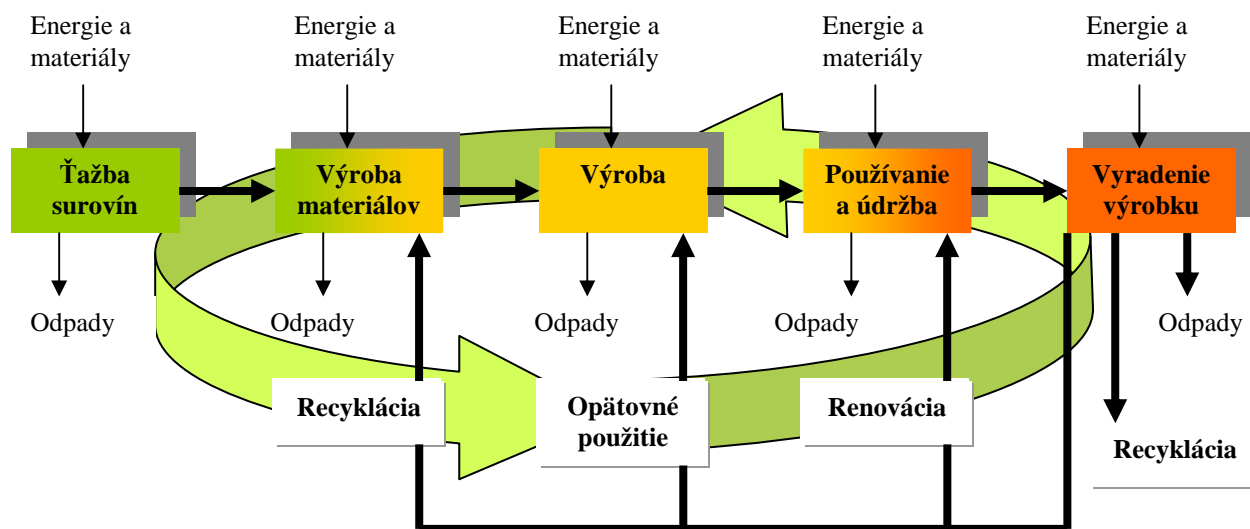 Energie a
materiály
Energie a
materiály
Energie a
materiály
Energie a
materiály
Energie a
materiály
Ťažba
surovín
Výroba
materiálov
Výroba
Používanie
a údržba
Vyradenie
výrobku
Odpady
Odpady
Odpady
Odpady
Odpady
Recyklácia
Opätovné
použitie
Renovácia
Recyklácia